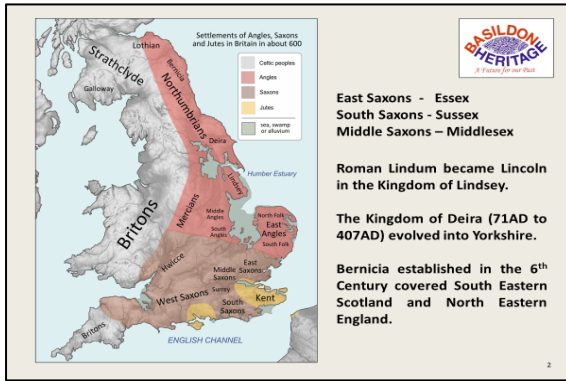 Settlements of Angles, Saxons
and Jutes in Britain in about 600
Celtic peoples
Angles
Saxons
Jutes
sea, swamp
or alluvium
Lothian
Strathclyde
Bernicia
Galloway
Northumbrians
Deira
Humber Estuary
Lindsey
Britons
Mercians
Middle
Angles
South
Angles
North Folk
East
Angles
South Folk
Hwicce
East
Saxons
Middle
Saxons
Surrey
West Saxons
South
Saxons
Kent
Britons
ENGLISH CHANNEL
BASILDON
HERITAGE
A Future for our Past
East Saxons - Essex
South Saxons - Sussex
Middle Saxons – Middlesex
Roman Lindum became Lincoln
in the Kingdom of Lindsey.
The Kingdom of Deira (71AD to
407AD) evolved into Yorkshire.
Bernicia established in the 6th
Century covered South Eastern
Scotland and North Eastern
England.
2